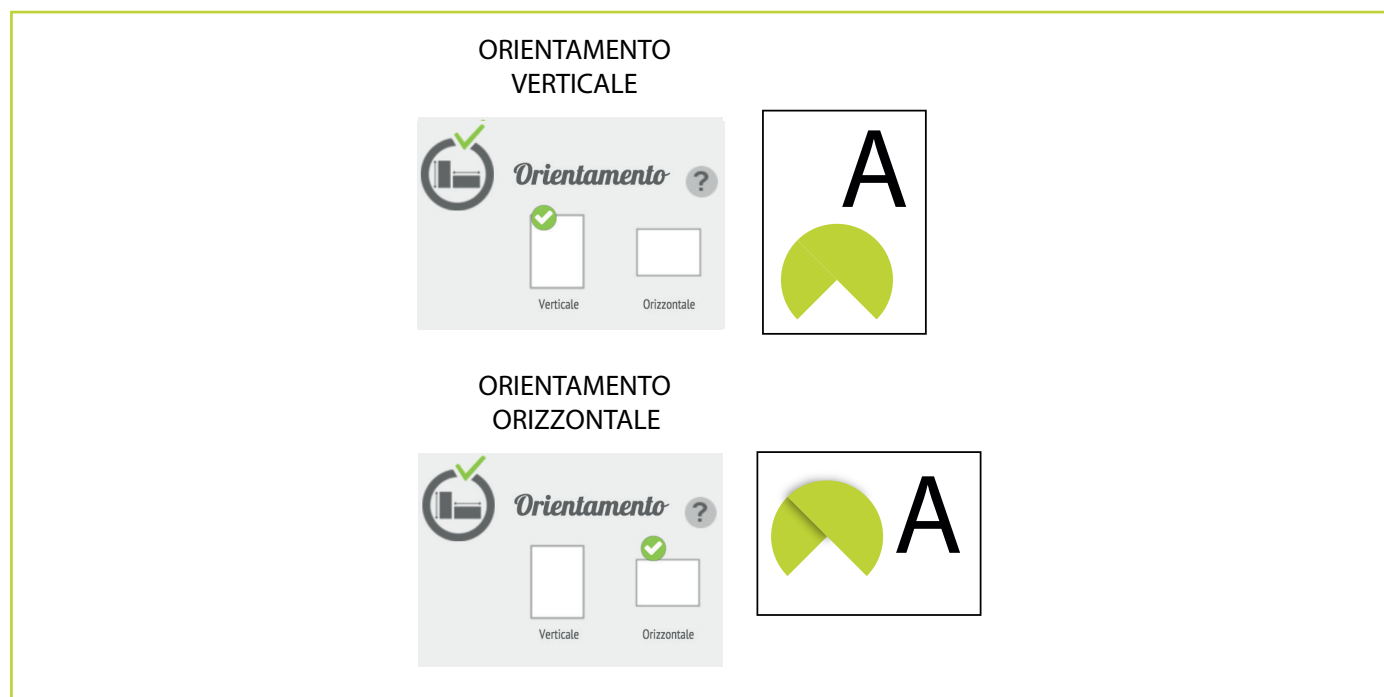 ORIENTAMENTO
VERTICALE
Orientamento ?
Verticale Orizzontale
A
ORIENTAMENTO
ORIZZONTALE
Orientamento ?
Verticale Orizzontale
A